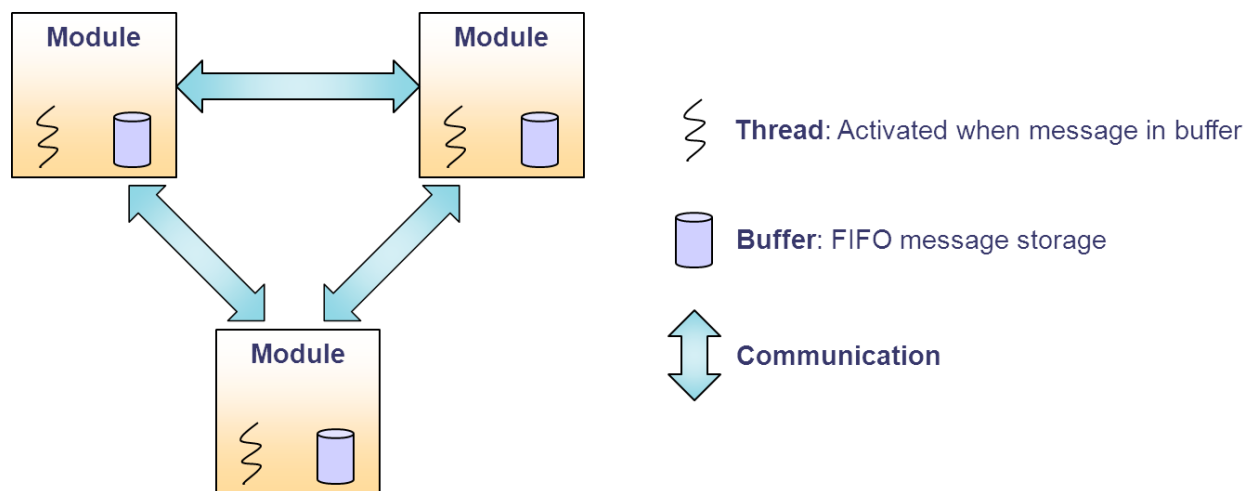 Module
Module
Thread: Activated when message in buffer
Buffer: FIFO message storage
Module
Communication